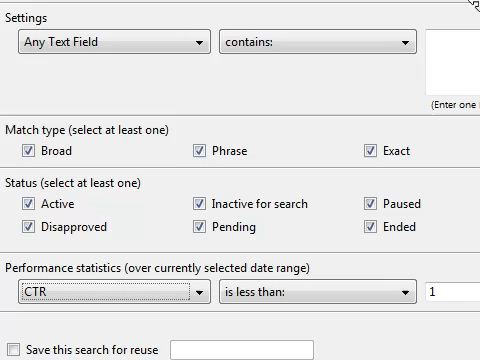 Settings
Any Text Field contains:
(Enter one
Match type (select at least one)
Broad Phrase Exact
Status (select at least one)
Active Inactive for search Paused
Disapproved Pending Ended
Performance statistics (over currently selected date range)
CTR is less than: 1
Save this search for reuse